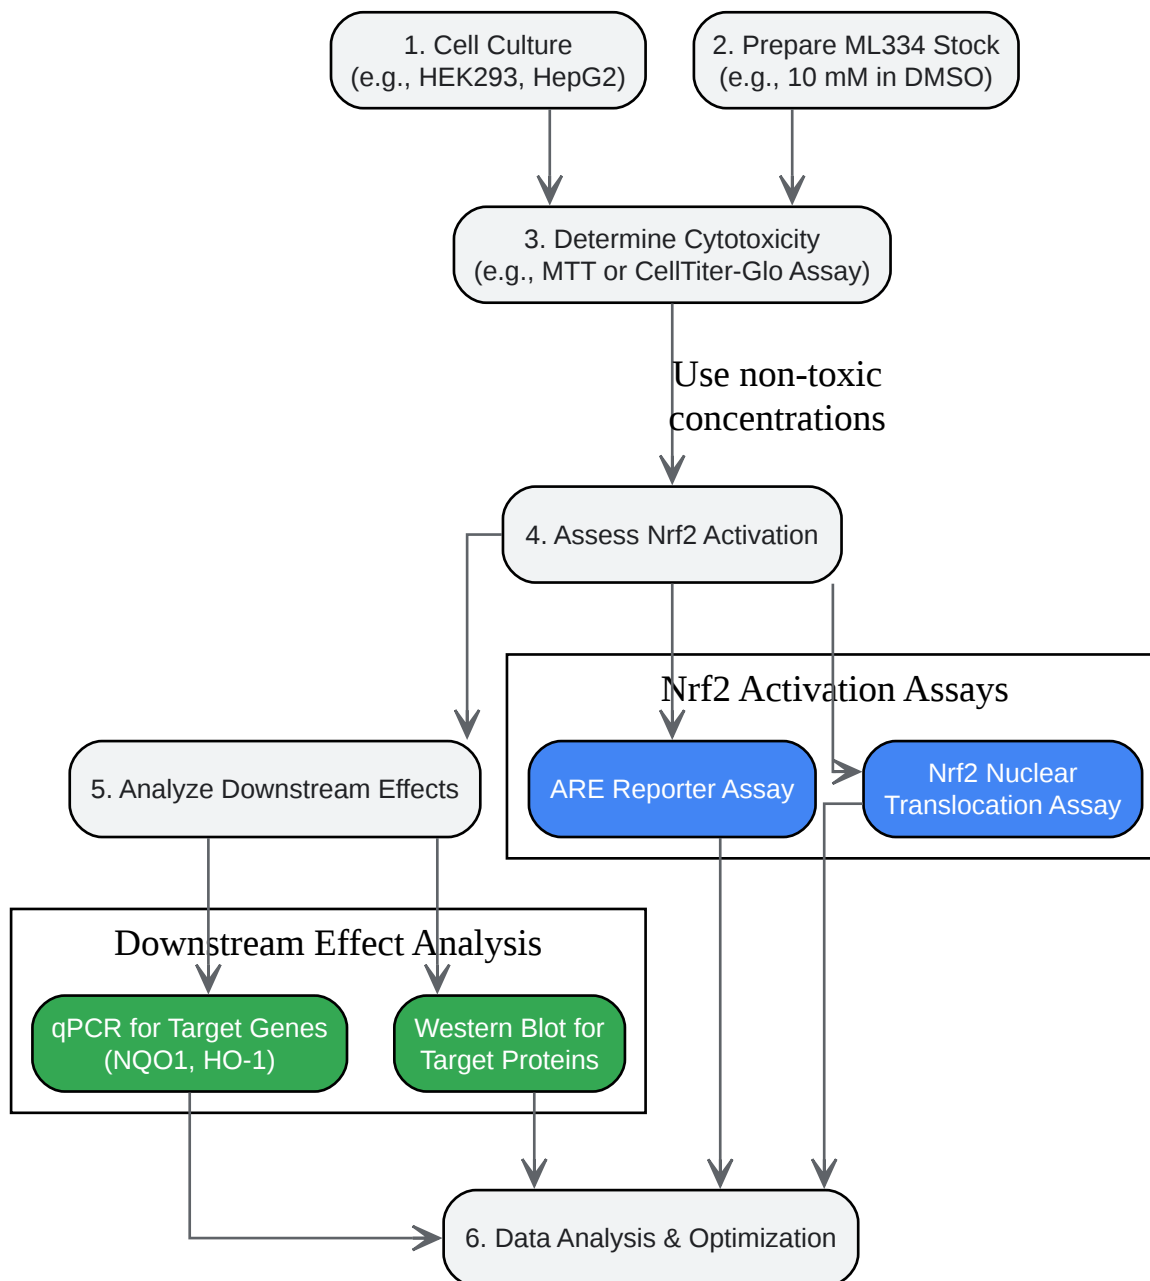 1. Cell Culture
(e.g., HEK293, HepG2)
2. Prepare ML334 Stock
(e.g., 10 mM in DMSO)
3. Determine Cytotoxicity
(e.g., MTT or CellTiter-Glo Assay)
Use non-toxic
concentrations
4. Assess Nrf2 Activation
Nrf2 Activation Assays
5. Analyze Downstream Effects
ARE Reporter Assay
Nrf2 Nuclear
Translocation Assay
Downstream Effect Analysis
qPCR for Target Genes
(NQO1, HO-1)
Western Blot for
Target Proteins
6. Data Analysis & Optimization